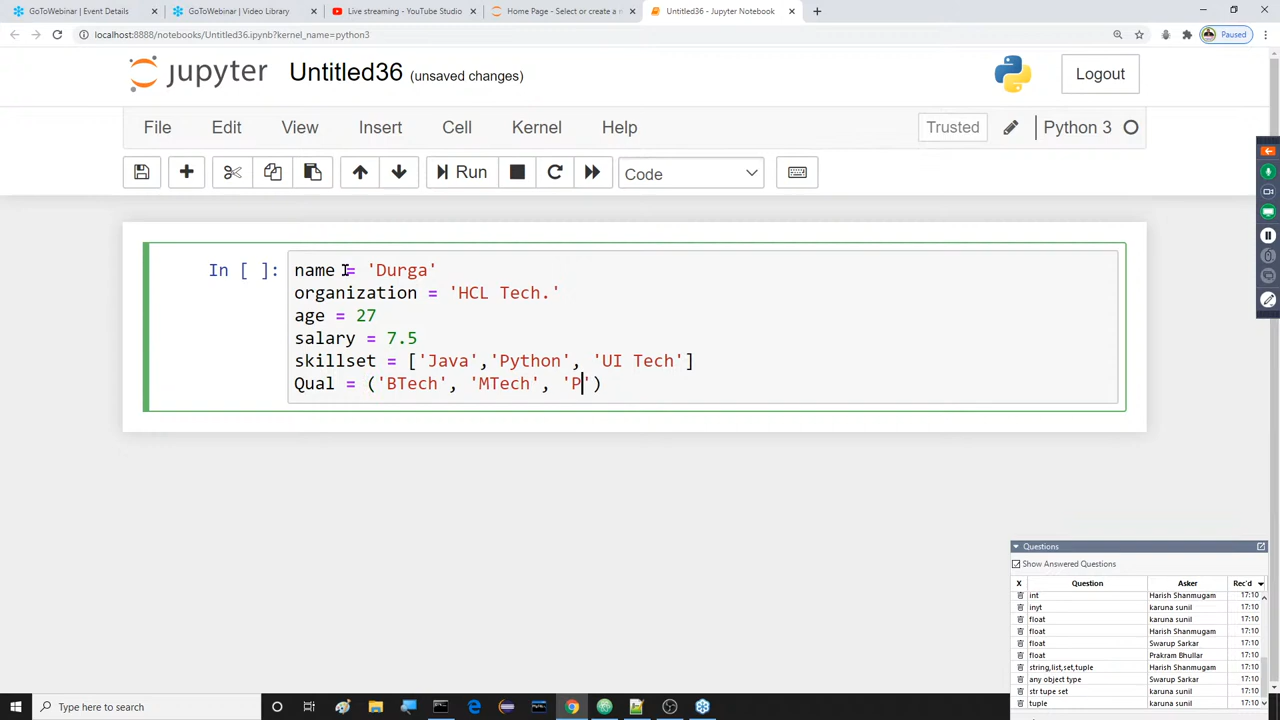 GoToWebinar | Event Details
GoToWebinar | Video Library
Live streaming - YouTube Studio
Home Page - Select or create a n
Untitled36 - Jupyter Notebook
localhost:8888/notebooks/Untitled36.ipynb?kernel_name=python3
Paused
jupyter
Untitled36 (unsaved changes)
Logout
File Edit View Insert Cell Kernel Help
Trusted
Python 3
Run
Code
In [ ]:
name = 'Durga'
organization = 'HCL Tech.'
age = 27
salary = 7.5
skillset = ['Java','Python', 'UI Tech']
Qual = ('BTech', 'MTech', 'P')
Questions
Show Answered Questions
X Question Asker Rec'd
int Harish Shanmugam 17:10
inyt karuna sunil 17:10
float karuna sunil 17:10
float Harish Shanmugam 17:10
float Swarup Sarkar 17:10
float Prakram Bhullar 17:10
string,list,set,tuple Harish Shanmugam 17:10
any object type Swarup Sarkar 17:10
str tupe set karuna sunil 17:10
tuple karuna sunil 17:10
Type here to search